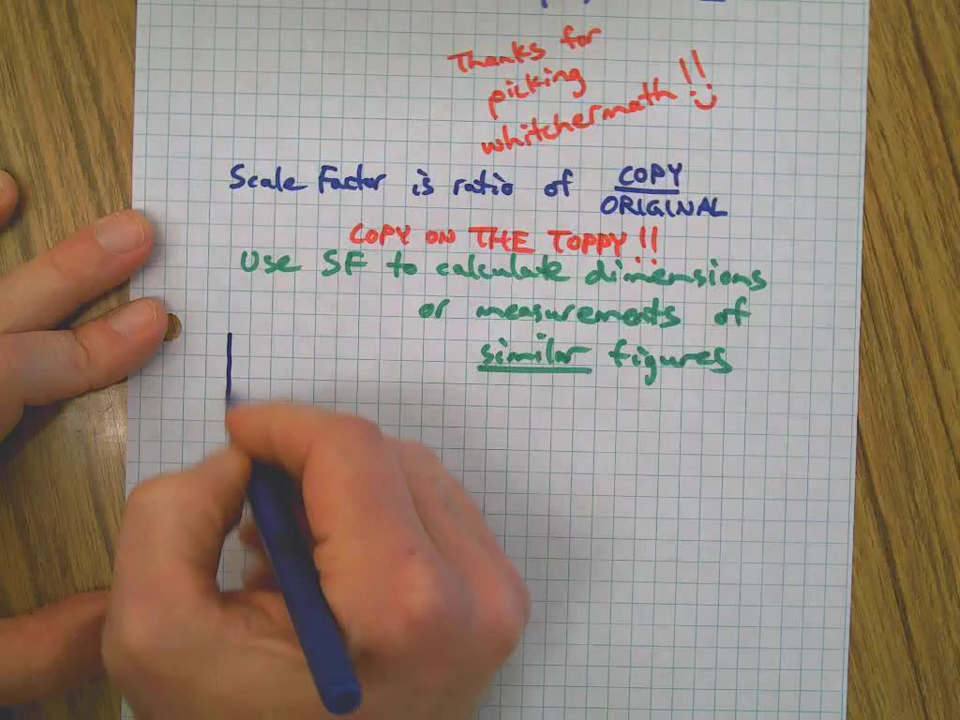 Thanks for
picking
whitchermath!!
Scale Factor is ratio of COPY
ORIGINAL
COPY ON THE TOPPY!!
Use SF to calculate dimensions
or measurements of
similar figures